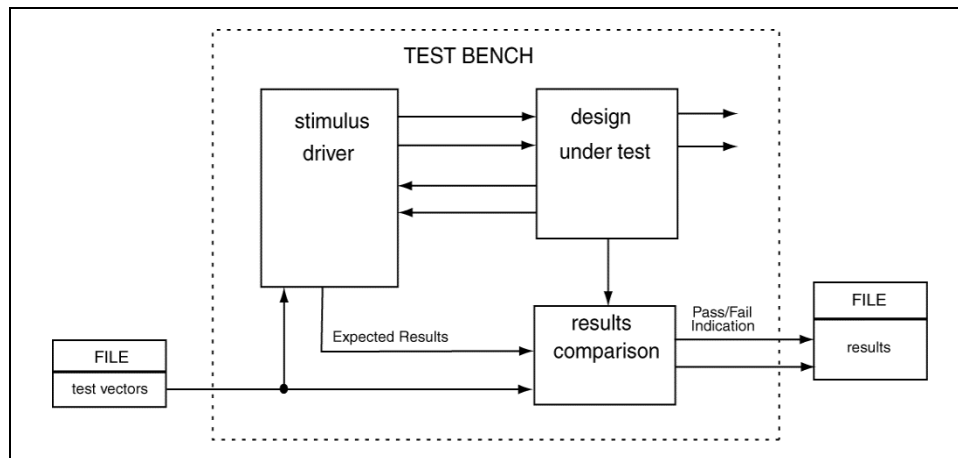 TEST BENCH
stimulus
driver
design
under test
Expected Results
results
comparison
Pass/Fail
Indication
FILE
results
FILE
test vectors